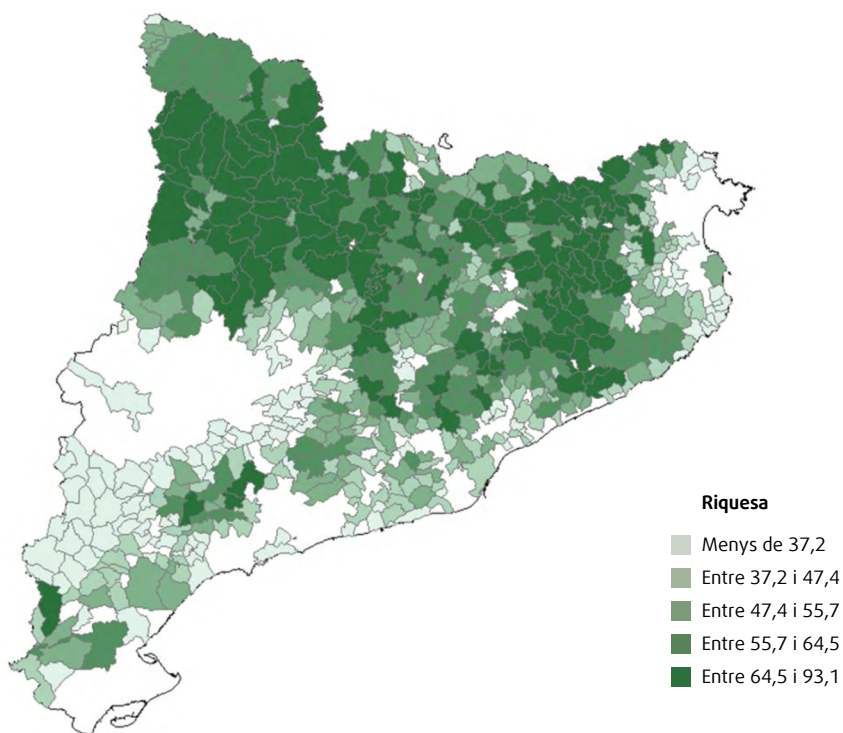 Riquesa
Menys de 37,2
Entre 37,2 i 47,4
Entre 47,4 i 55,7
Entre 55,7 i 64,5
Entre 64,5 i 93,1